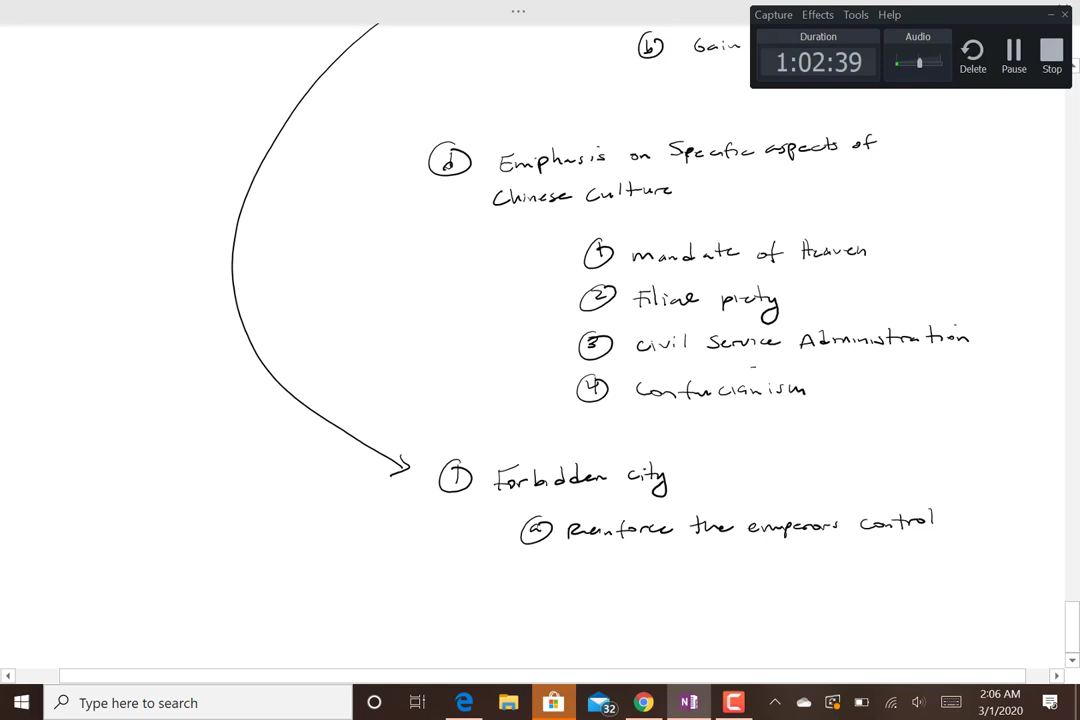 Capture Effects Tools Help
Duration Audio
1:02:39 Delete Pause Stop
b Gain
d Emphasis on Specific aspects of
Chinese Culture
1 Mandate of Heaven
2 Filial piety
3 Civil Service Administration
4 Confucianism
1 Forbidden city
a Reinforce the emperors control
Type here to search
32
2:06 AM
3/1/2020